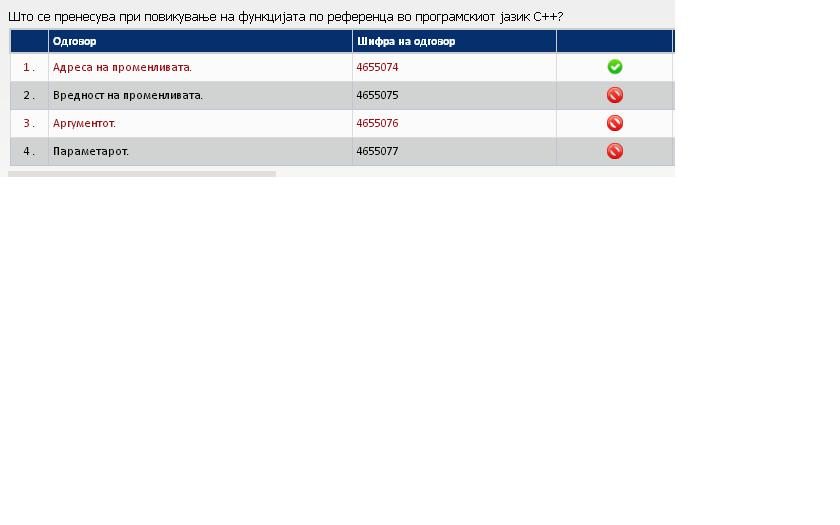 Што се пренесува при повикување на функцијата по референца во програмскиот јазик C++?
Одговор Шифра на одговор
1. Адреса на променливата. 4655074
2. Вредност на променливата. 4655075
3. Аргументот. 4655076
4. Параметарот. 4655077